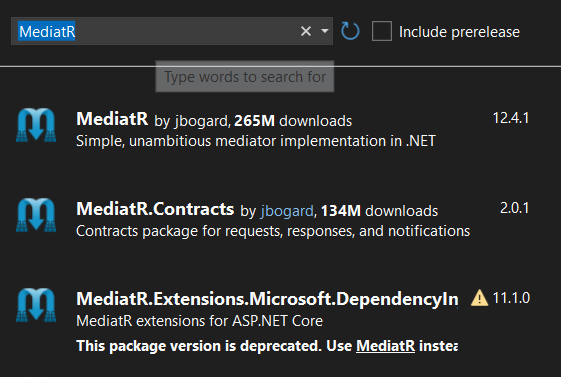 MediatR
Include prerelease
Type words to search for
MediatR by jbogard, 265M downloads 12.4.1
Simple, unambitious mediator implementation in .NET
MediatR.Contracts by jbogard, 134M downloads 2.0.1
Contracts package for requests, responses, and notifications
MediatR.Extensions.Microsoft.DependencyIn 11.1.0
MediatR extensions for ASP.NET Core
This package version is deprecated. Use MediatR instea